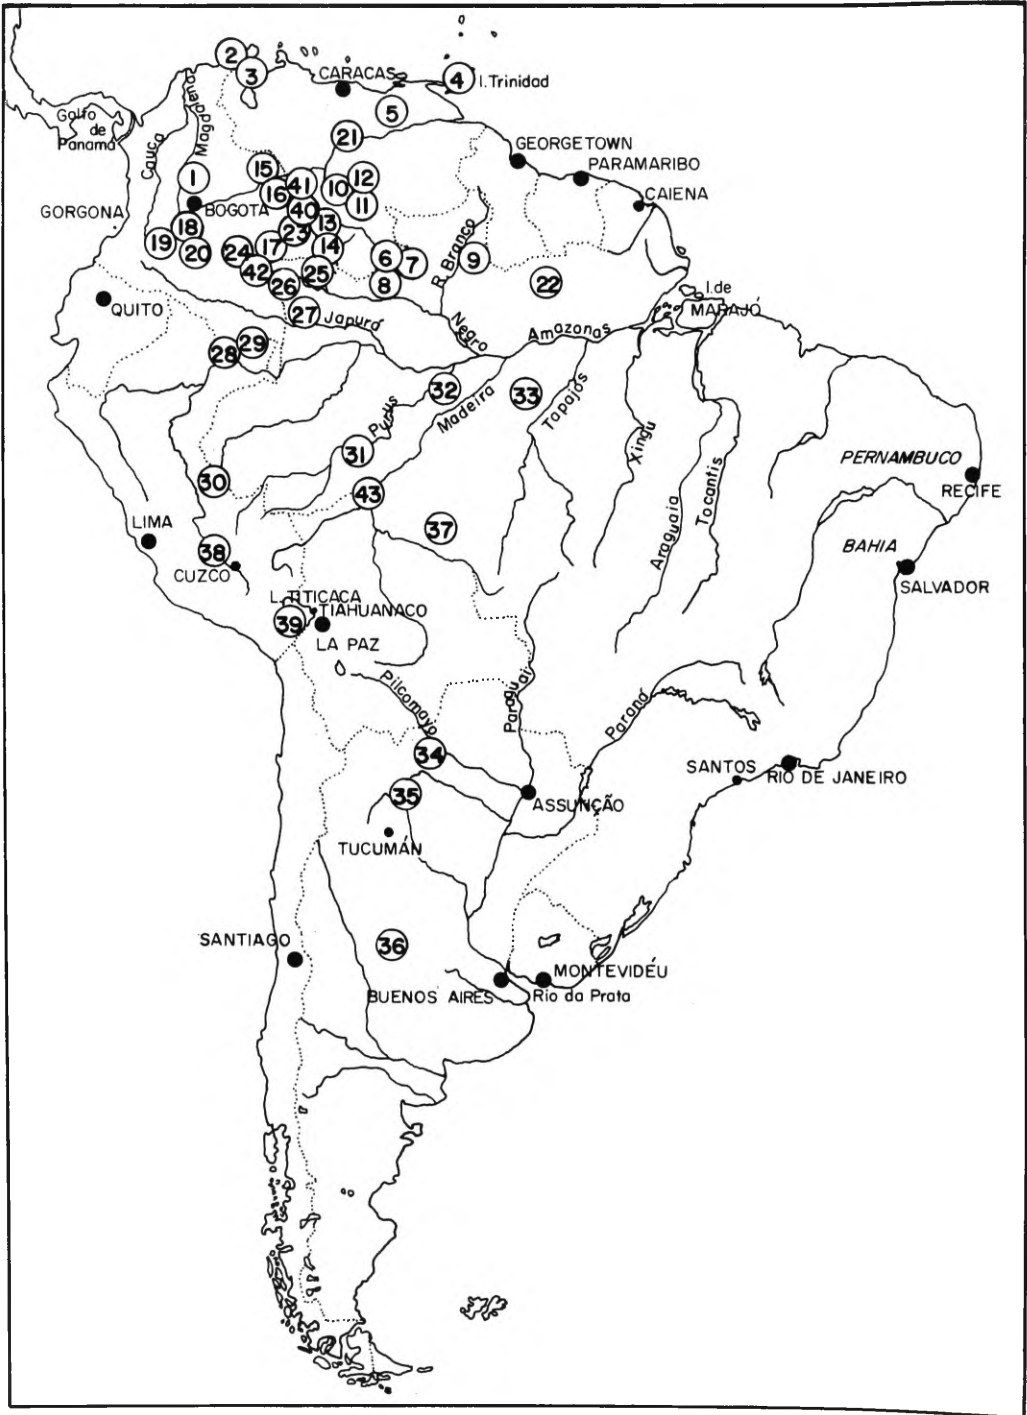 2
3
CARACAS
4
I. Trinidad
5
Golfo
de
Panamá
Cauca
Magdalena
21
GEORGETOWN
PARAMARIBO
CAIENA
1
15
41
12
10
16
11
GORGONA
BOGOTÁ
40
13
18
19
20
24
17
23
14
6
7
R. Branco
9
42
26
25
8
22
QUITO
27
Japurá
Negro
Amazonas
I. de
MARAJÓ
28
29
32
Purus
Madeira
33
Tapajós
Xingu
Araguaia
Tocantis
31
30
43
PERNAMBUCO
RECIFE
LIMA
37
38
CUZCO
BAHIA
SALVADOR
L. TITICACA
TIAHUANACO
39
LA PAZ
Pilcomayo
Paraguai
Paraná
34
SANTOS
RIO DE JANEIRO
35
ASSUNÇÃO
TUCUMÁN
36
SANTIAGO
MONTEVIDÉU
BUENOS AIRES
Rio da Prata